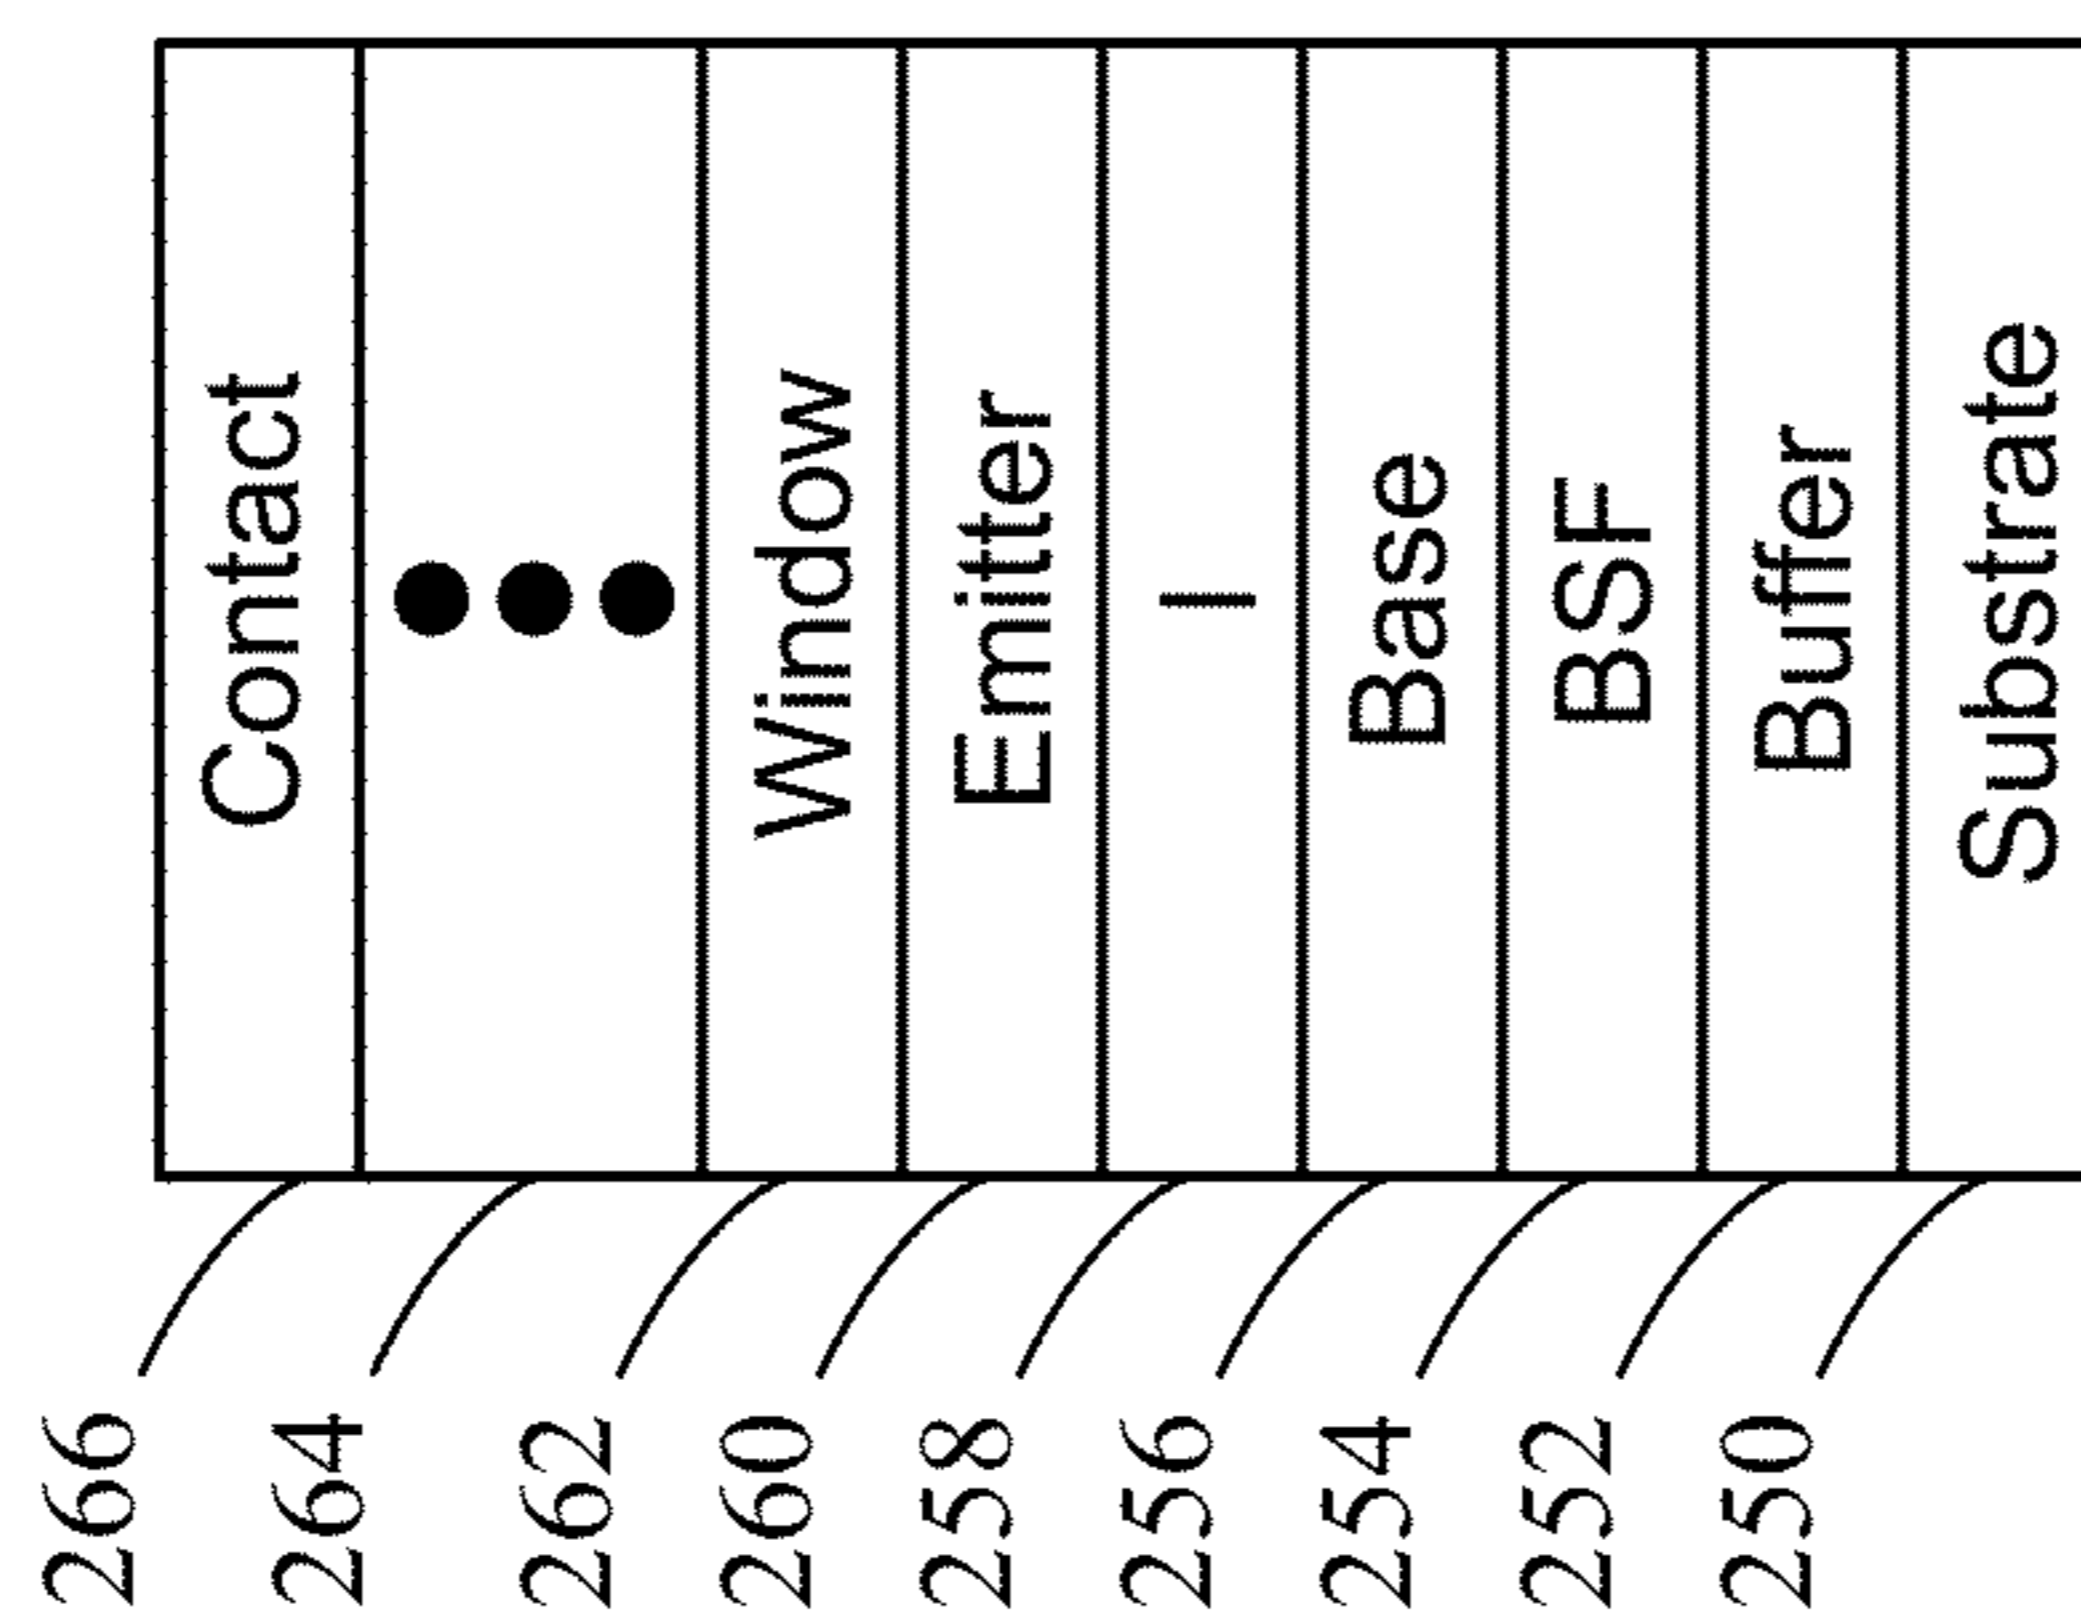 266 Contact
264
262 Window
260 Emitter
258 I
256 Base
254 BSF
252 Buffer
250 Substrate